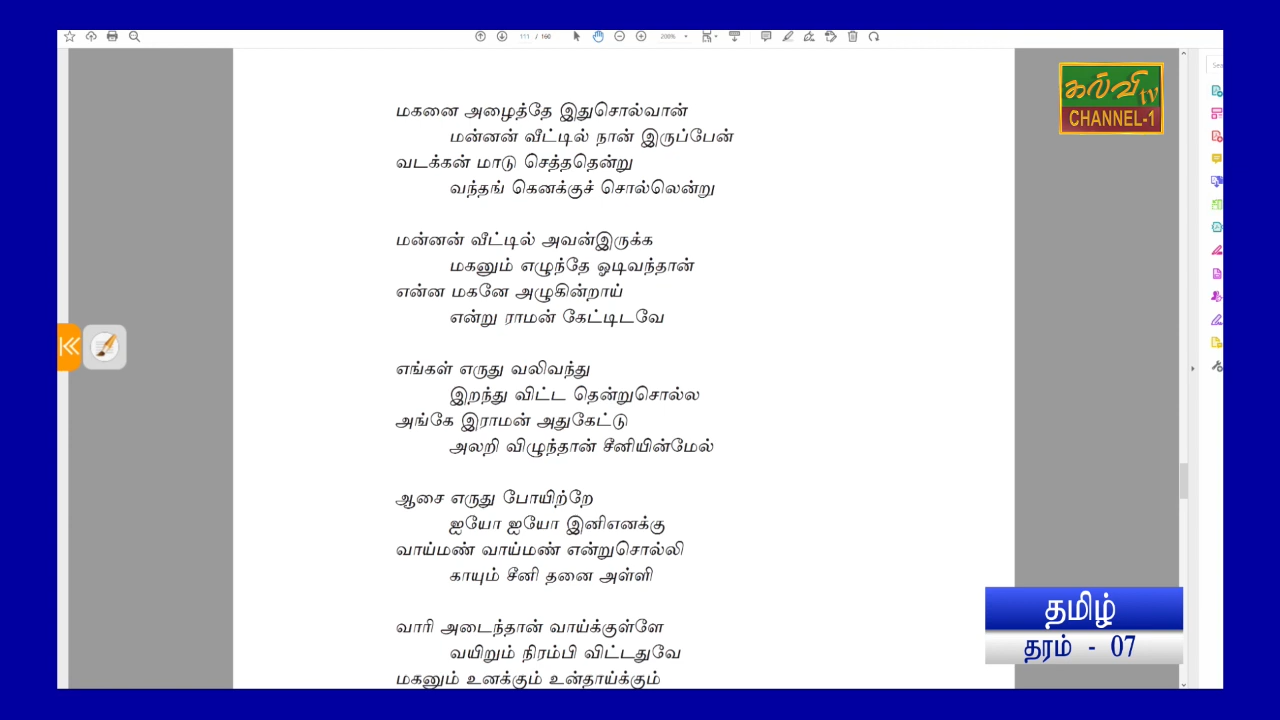 111 / 160
200%
மகனை அழைத்தே இதுசொல்வான்
மன்னன் வீட்டில் நான் இருப்பேன்
வடக்கன் மாடு செத்ததென்று
வந்தங் கெனக்குச் சொல்லென்று
மன்னன் வீட்டில் அவன்இருக்க
மகனும் எழுந்தே ஓடிவந்தான்
என்ன மகனே அழுகின்றாய்
என்று ராமன் கேட்டிடவே
எங்கள் எருது வலிவந்து
இறந்து விட்ட தென்றுசொல்ல
அங்கே இராமன் அதுகேட்டு
அலறி விழுந்தான் சீனியின்மேல்
ஆசை எருது போயிற்றே
ஐயோ ஐயோ இனிஎனக்கு
வாய்மண் வாய்மண் என்றுசொல்லி
காயும் சீனி தனை அள்ளி
வாரி அடைந்தான் வாய்க்குள்ளே
வயிறும் நிரம்பி விட்டதுவே
மகனும் உனக்கும் உன்தாய்க்கும்
கல்வி tv
CHANNEL-1
தமிழ்
தரம் - 07